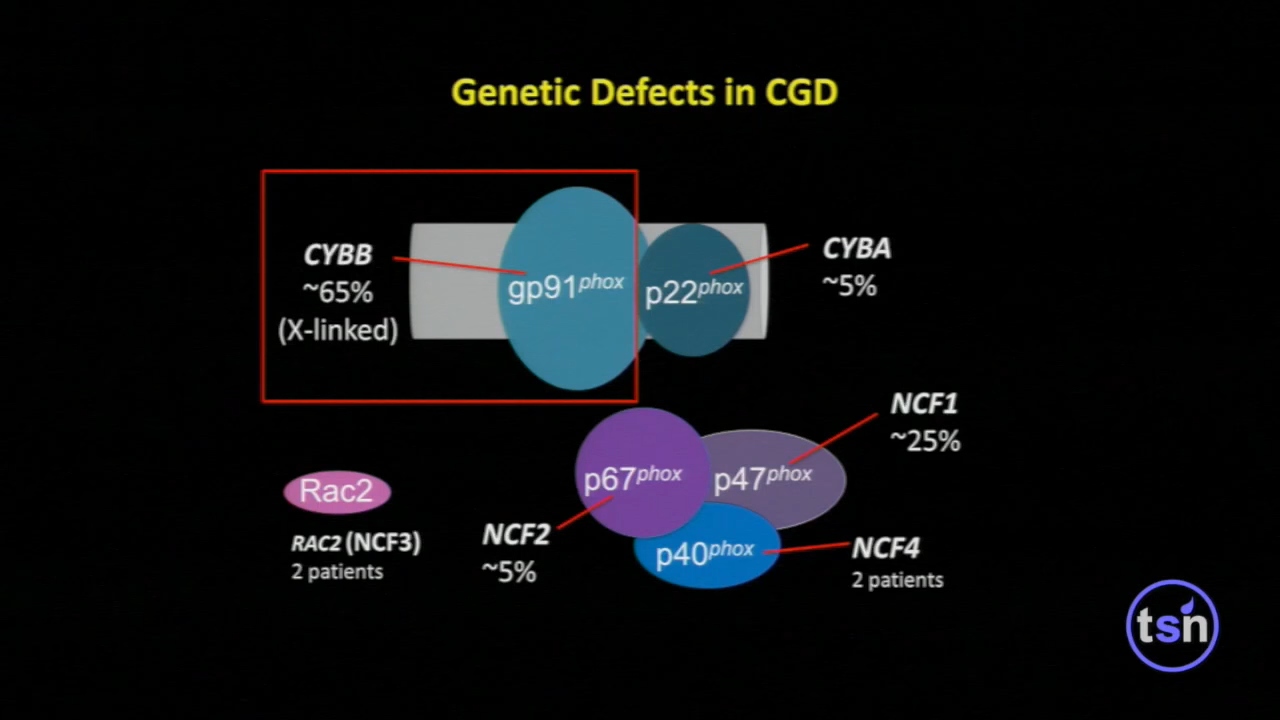 Genetic Defects in CGD
CYBB
~65%
(X-linked)
gp91phox
p22phox
CYBA
~5%
NCF1
~25%
p67phox
p47phox
Rac2
RAC2 (NCF3)
2 patients
NCF2
~5%
p40phox
NCF4
2 patients
tsn